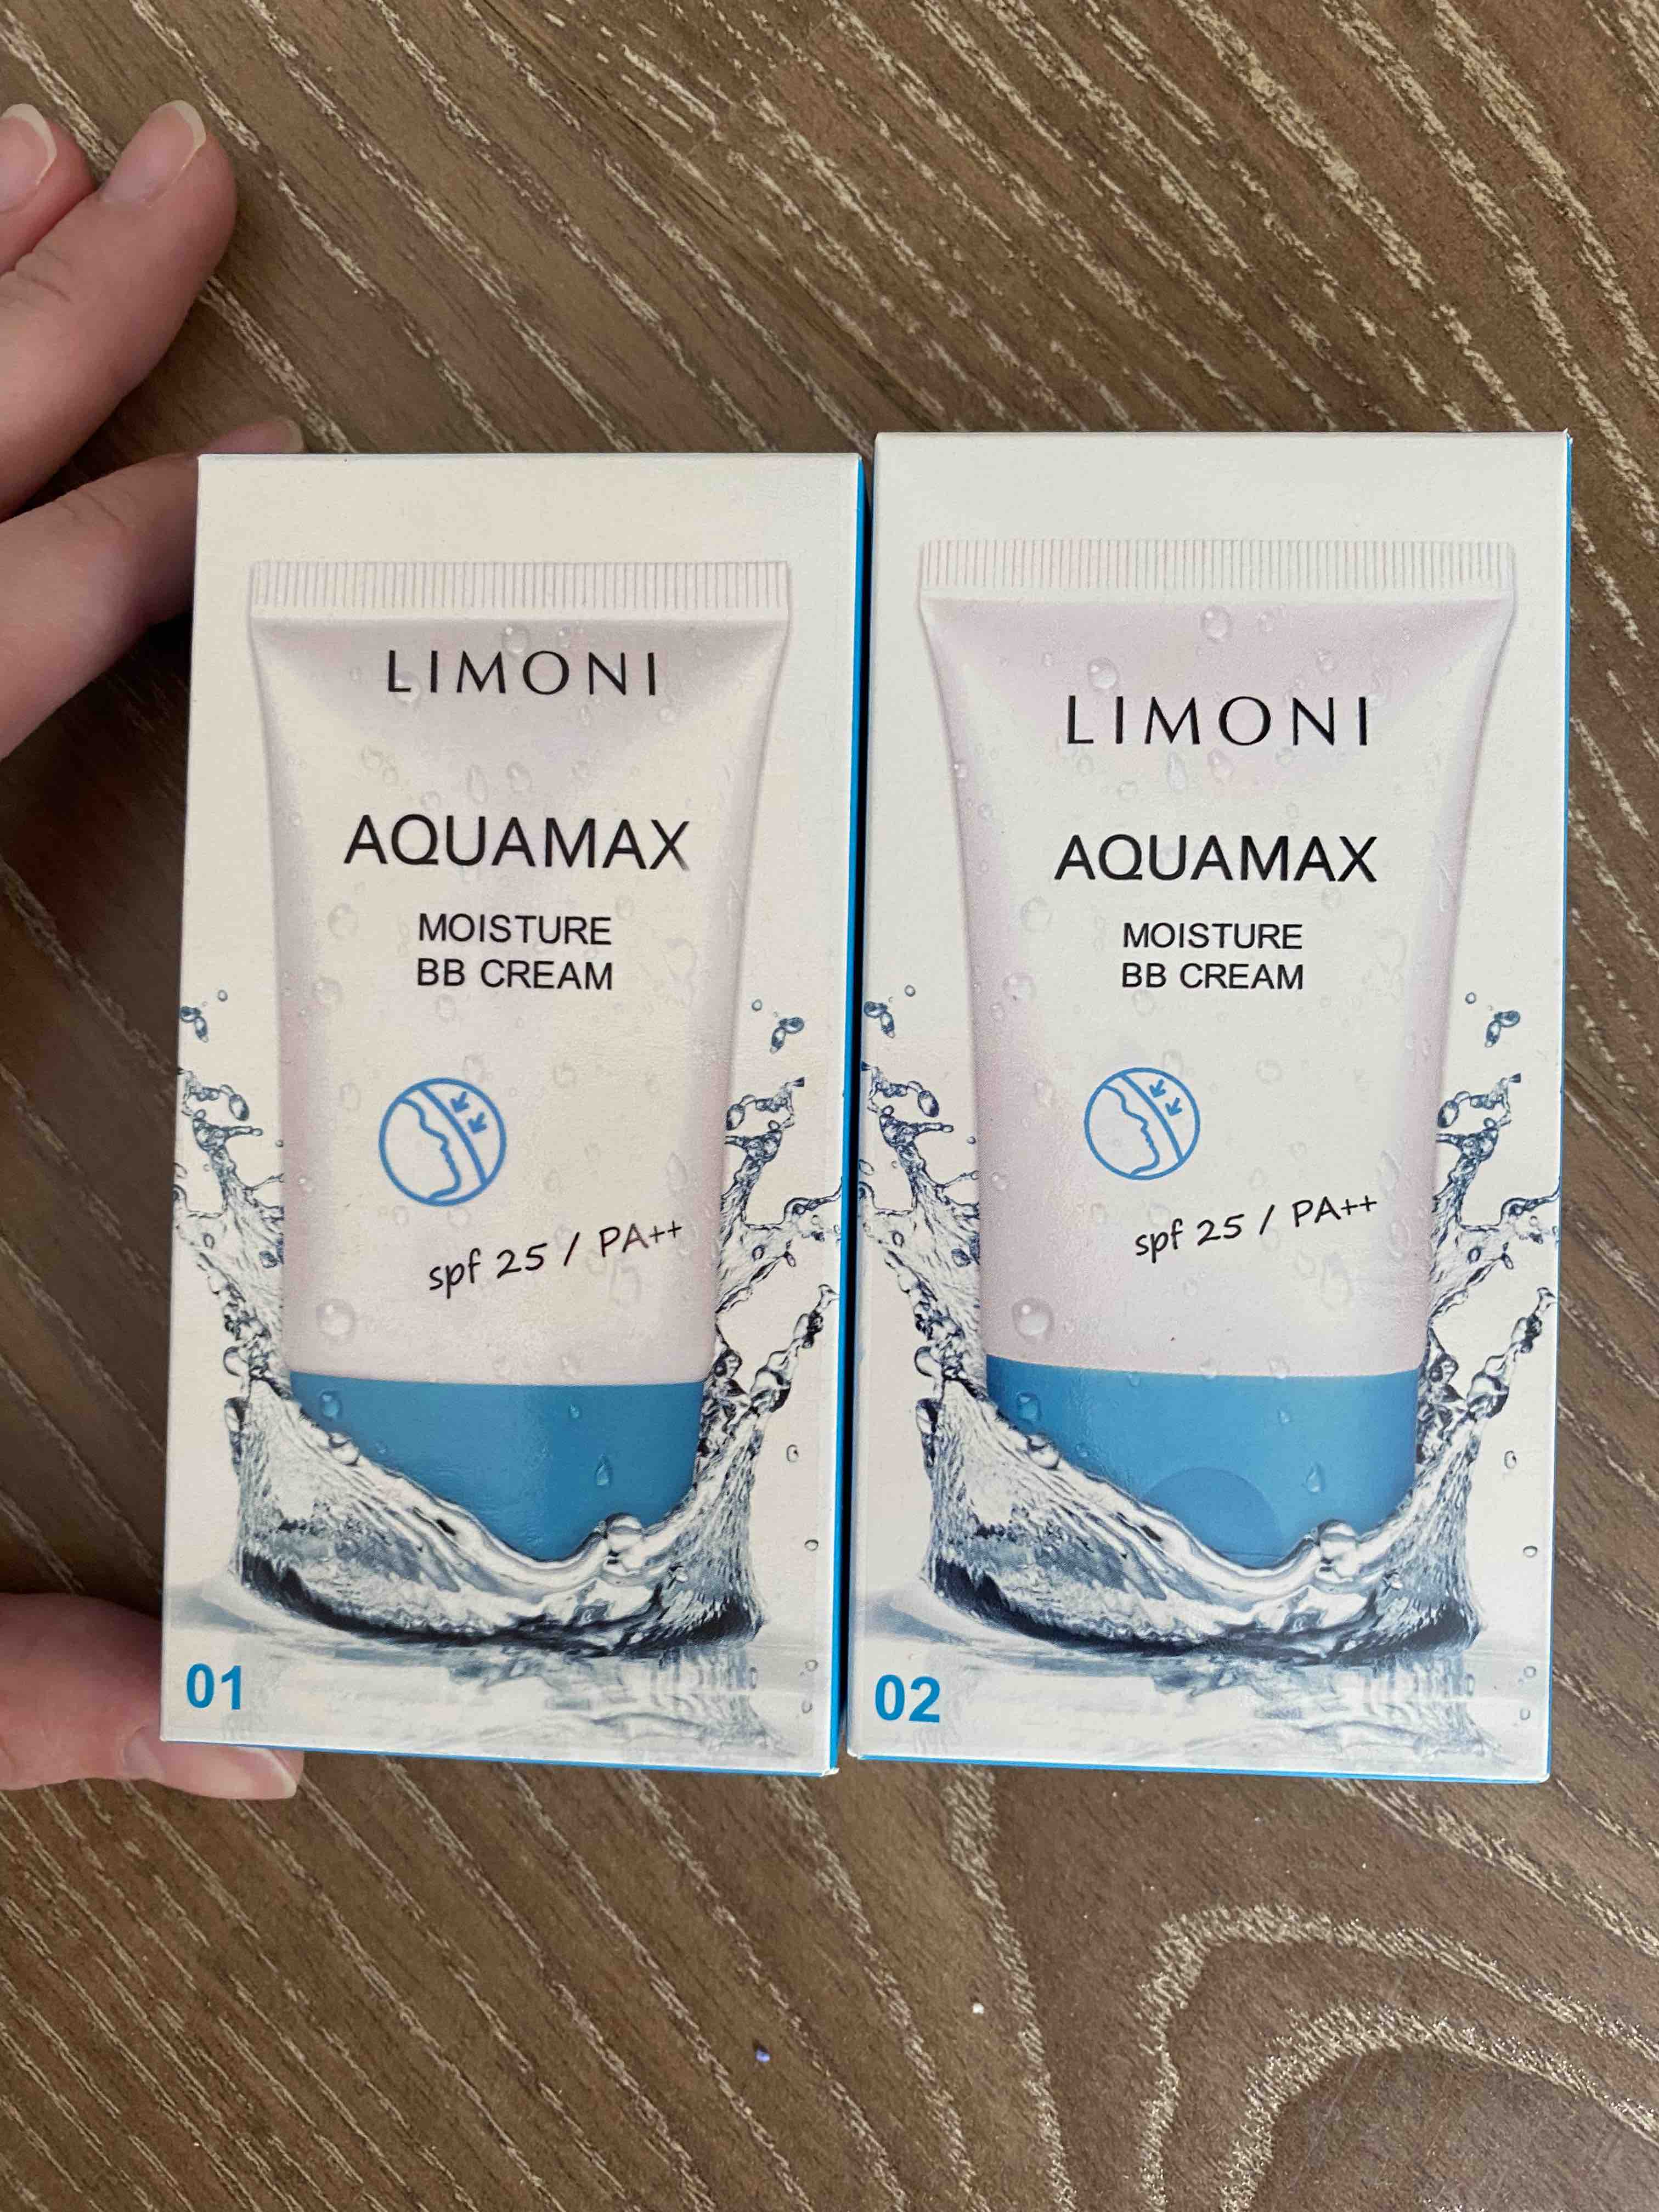 LIMONI
AQUAMAX
MOISTURE
BB CREAM
spf 25 / PA++
01
LIMONI
AQUAMAX
MOISTURE
BB CREAM
spf 25 / PA++
02